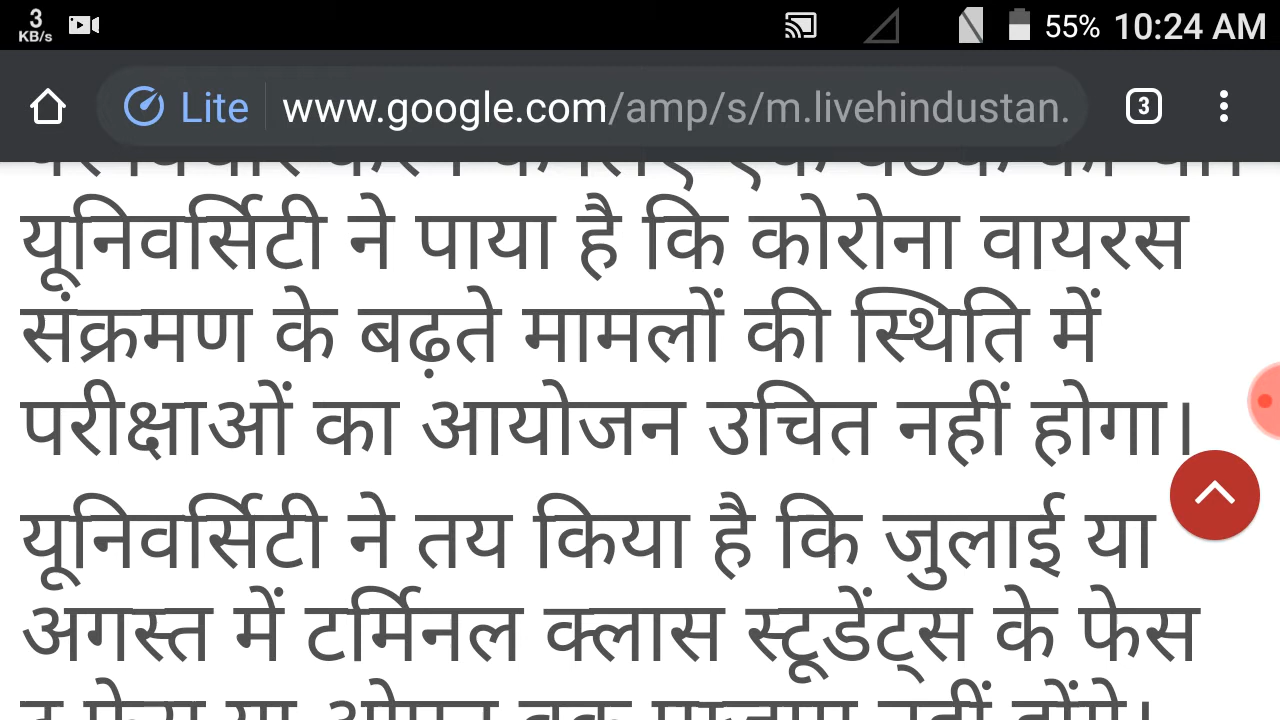 3
KB/s
55% 10:24 AM
Lite www.google.com/amp/s/m.livehindustan. 3
यूनिवर्सिटी ने पाया है कि कोरोना वायरस
संक्रमण के बढ़ते मामलों की स्थिति में
परीक्षाओं का आयोजन उचित नहीं होगा।
यूनिवर्सिटी ने तय किया है कि जुलाई या
अगस्त में टर्मिनल क्लास स्टूडेंट्स के फेस